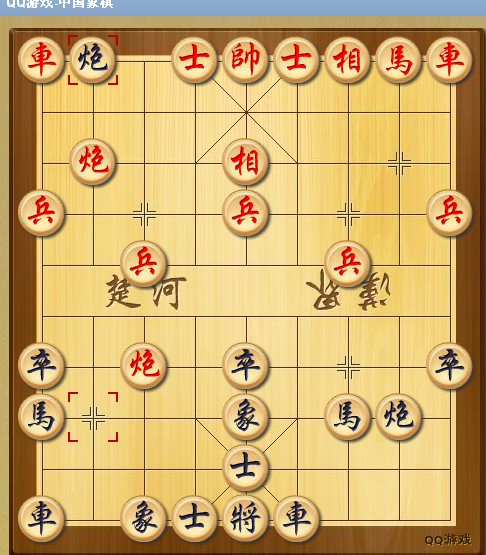 QQ游戏-中国象棋
車 炮 士 帥 士 相 馬 車
炮 相
兵 兵 兵
兵 兵
楚河 漢界
卒 炮 卒 卒
馬 象 馬 炮
士
車 象 士 將 車
QQ游戏